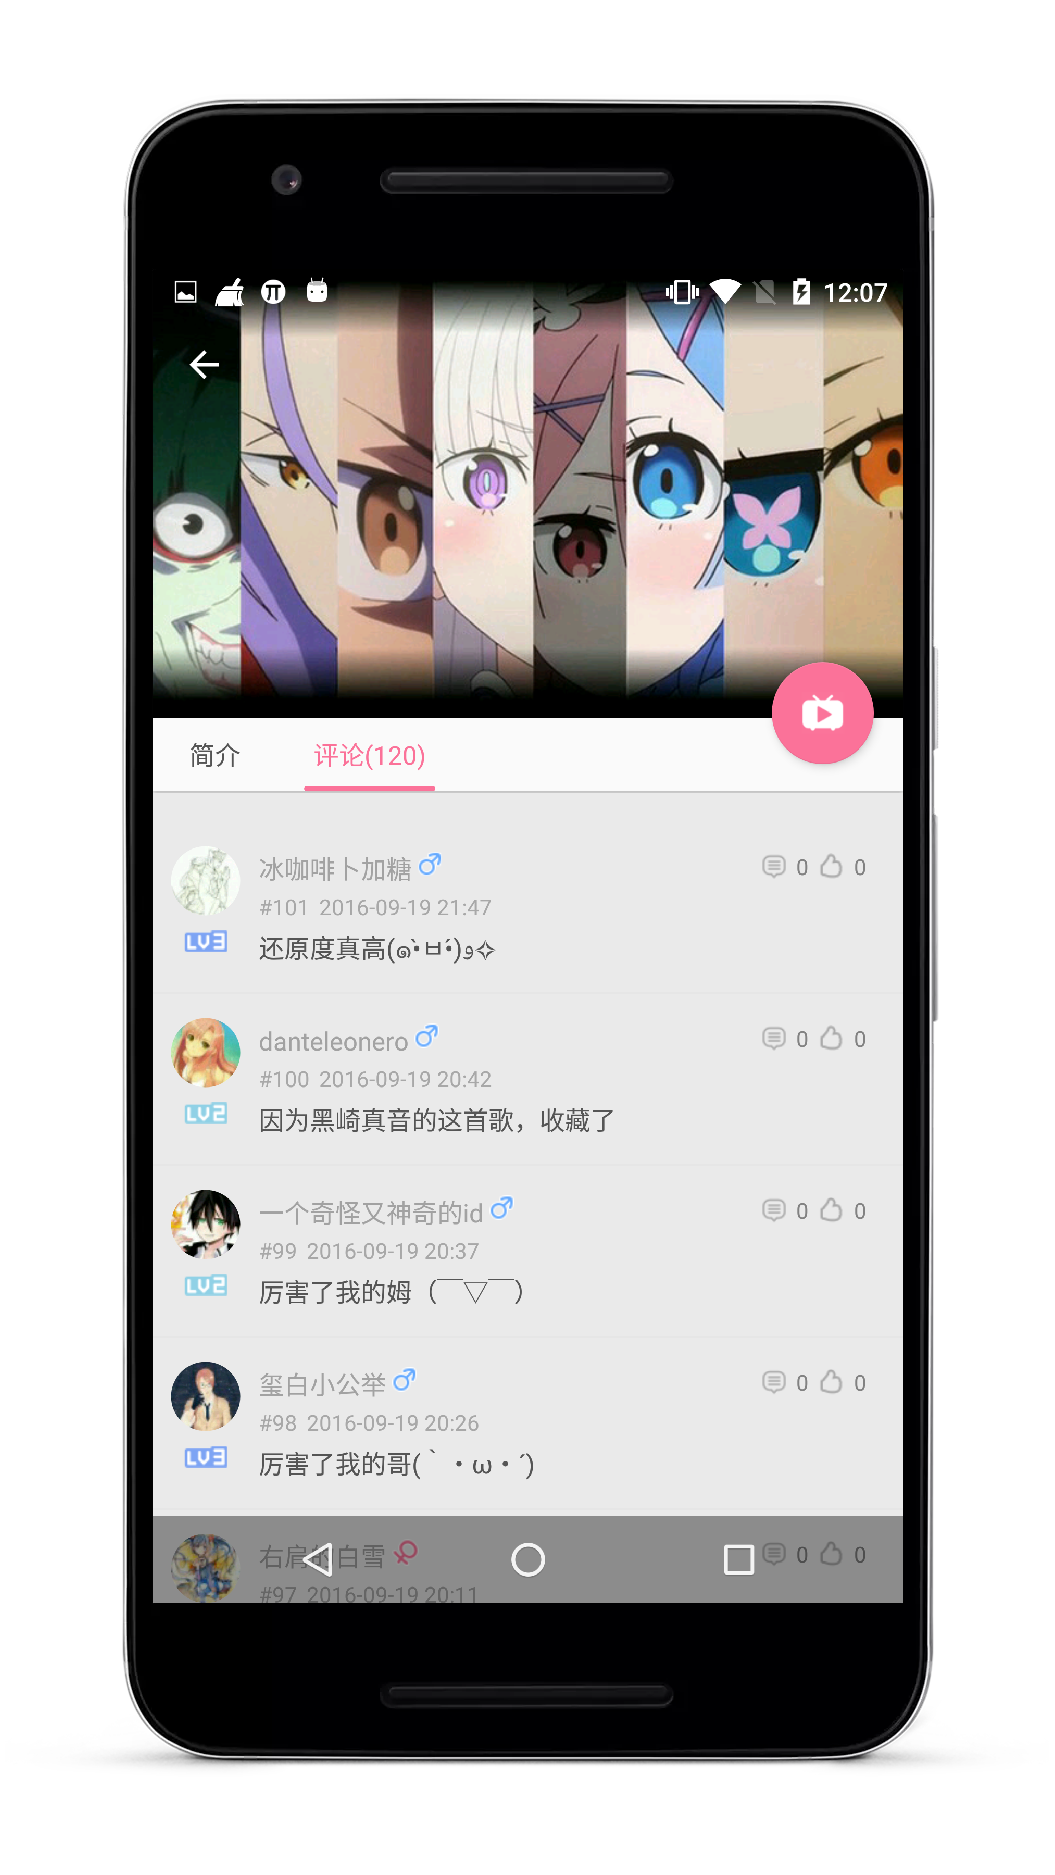 12:07
简介 评论(120)
冰咖啡卜加糖 0 0
#101 2016-09-19 21:47
LV3 还原度真高(๑•̀ㅂ•́)و✧
danteleonero 0 0
#100 2016-09-19 20:42
LV2 因为黑崎真音的这首歌，收藏了
一个奇怪又神奇的id 0 0
#99 2016-09-19 20:37
LV2 厉害了我的姆（￣▽￣）
玺白小公举 0 0
#98 2016-09-19 20:26
LV3 厉害了我的哥(｀・ω・´)
右肩的白雪 0 0
#97 2016-09-19 20:11